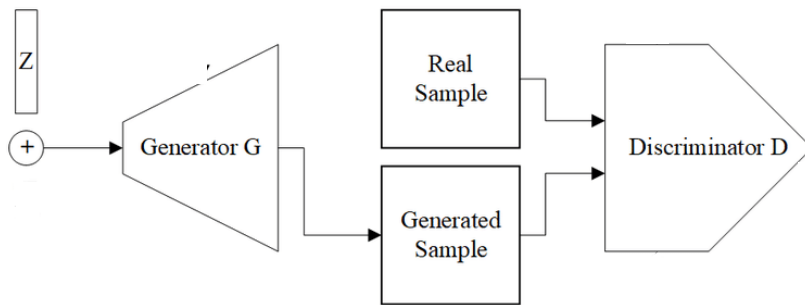 Z
+
Generator G
Real
Sample
Generated
Sample
Discriminator D